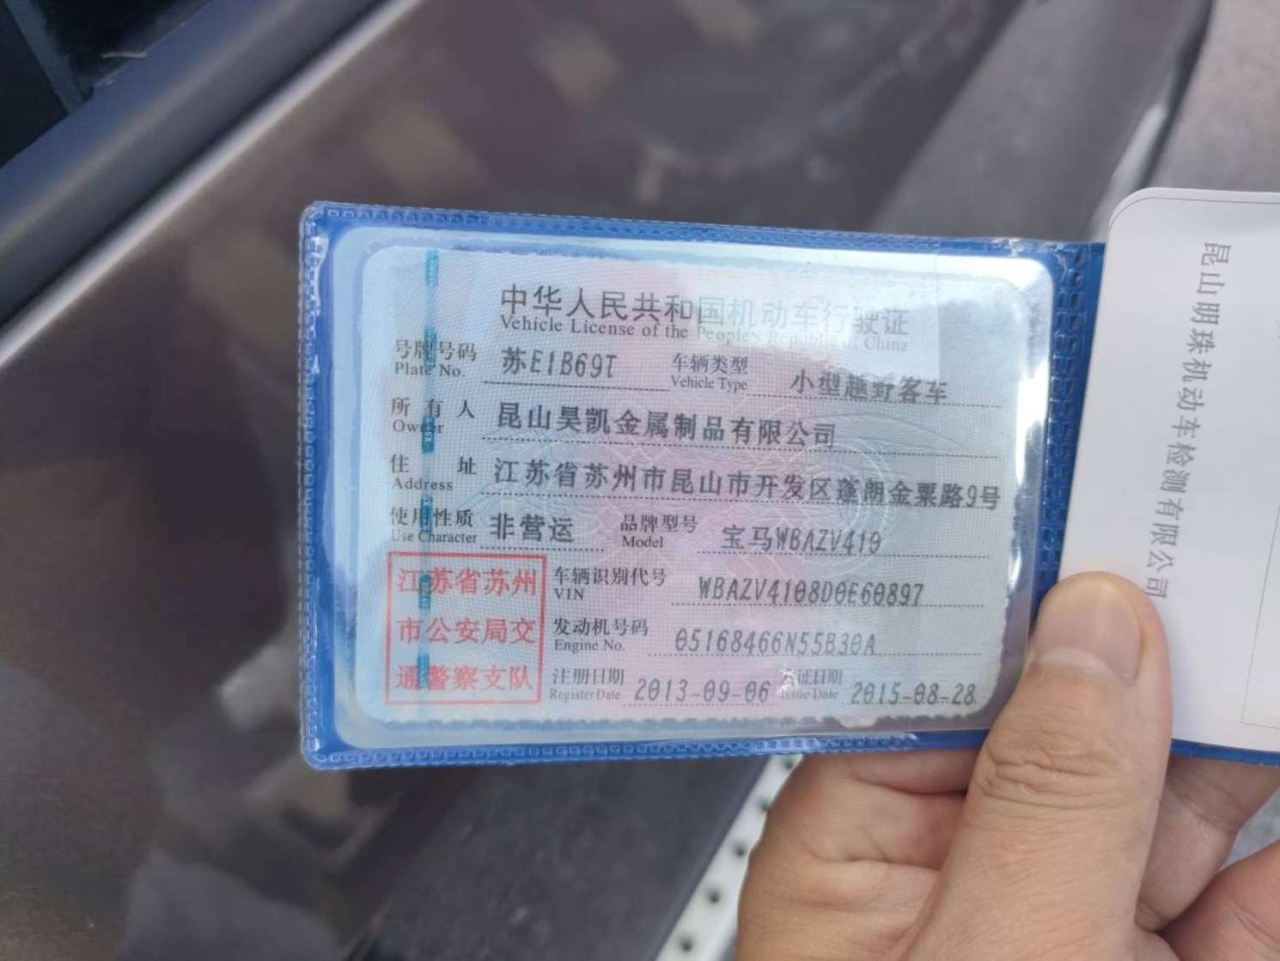 中华人民共和国机动车行驶证
Vehicle License of the People's Republic of China
号牌号码 苏E1B69T 车辆类型 小型越野客车
Plate No. Vehicle Type
所有人 昆山昊凯金属制品有限公司
Owner
住址 江苏省苏州市昆山市开发区蓬朗金粟路9号
Address
使用性质 非营运 品牌型号 宝马WBAZV410
Use Character Model
江苏省苏州
市公安局交
通警察支队
车辆识别代号 WBAZV4108D0E60897
VIN
发动机号码 05168466N55B30A
Engine No.
注册日期 2013-09-06 发证日期 2015-08-28
Register Date Issue Date
昆山明珠机动车检测有限公司